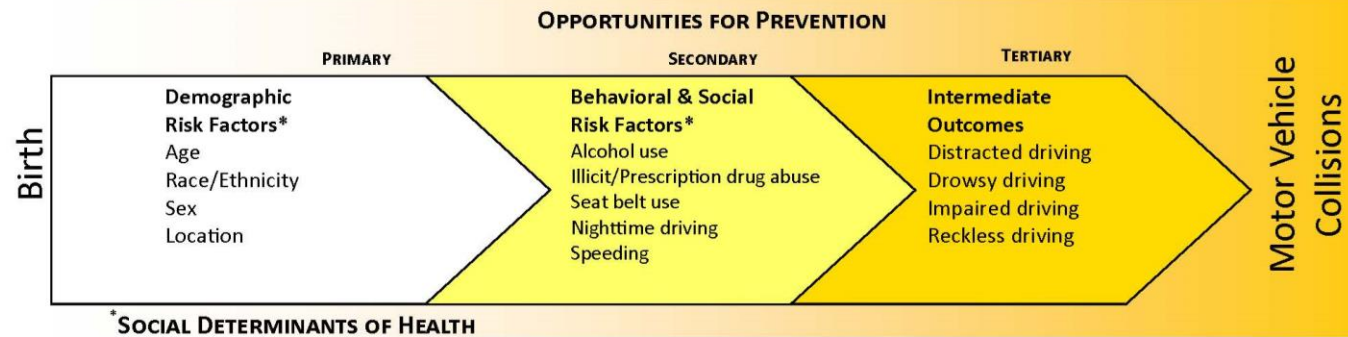 OPPORTUNITIES FOR PREVENTION
PRIMARY
SECONDARY
TERTIARY
Birth
Demographic
Risk Factors*
Age
Race/Ethnicity
Sex
Location
Behavioral & Social
Risk Factors*
Alcohol use
Illicit/Prescription drug abuse
Seat belt use
Nighttime driving
Speeding
Intermediate
Outcomes
Distracted driving
Drowsy driving
Impaired driving
Reckless driving
Motor Vehicle
Collisions
*SOCIAL DETERMINANTS OF HEALTH